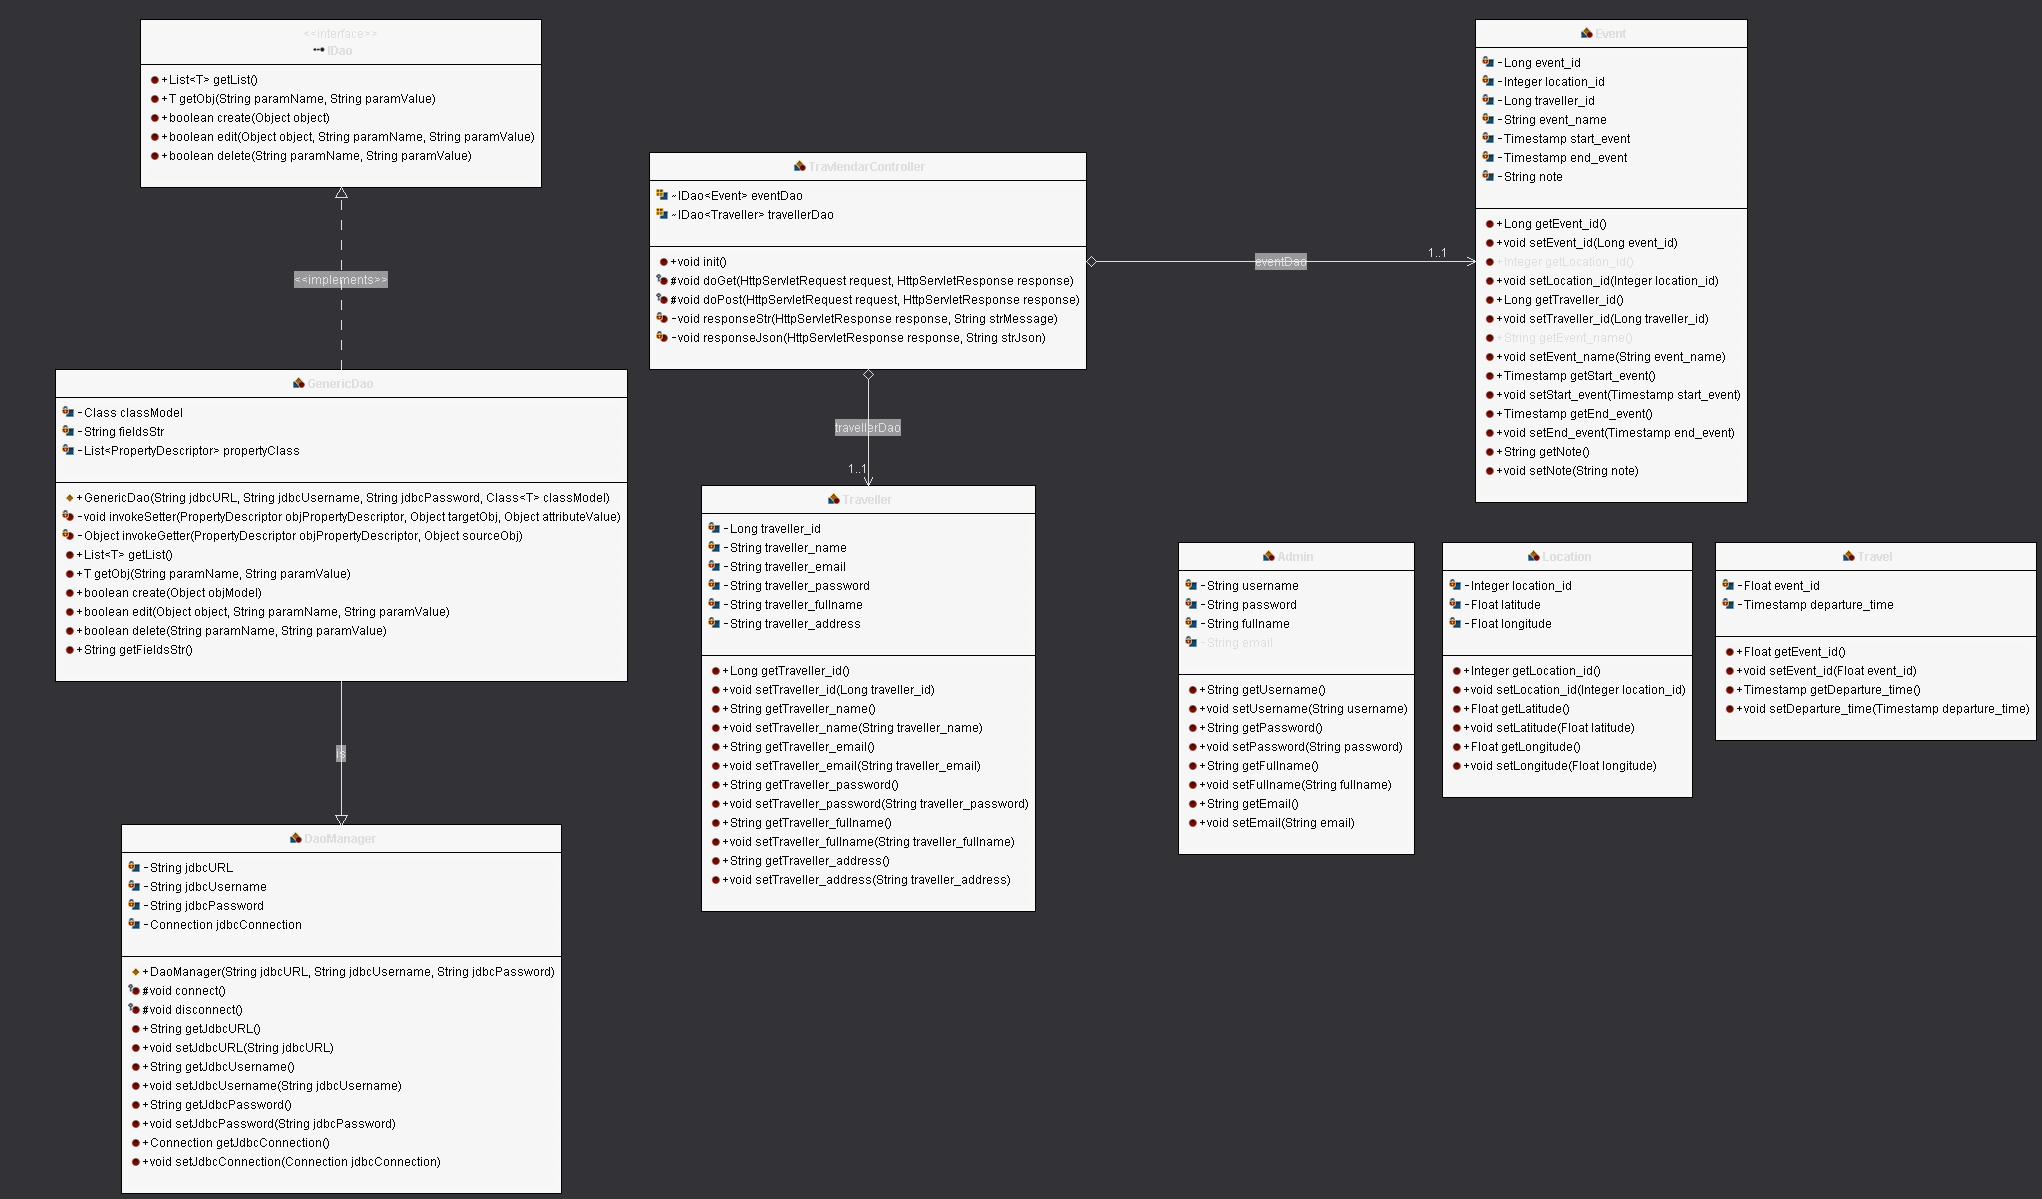 <<interface>>
IDao
+List<T> getList()
+T getObj(String paramName, String paramValue)
+boolean create(Object object)
+boolean edit(Object object, String paramName, String paramValue)
+boolean delete(String paramName, String paramValue)
<<implements>>
GenericDao
-Class classModel
-String fieldsStr
-List<PropertyDescriptor> propertyClass
+GenericDao(String jdbcURL, String jdbcUsername, String jdbcPassword, Class<T> classModel)
-void invokeSetter(PropertyDescriptor objPropertyDescriptor, Object targetObj, Object attributeValue)
-Object invokeGetter(PropertyDescriptor objPropertyDescriptor, Object sourceObj)
+List<T> getList()
+T getObj(String paramName, String paramValue)
+boolean create(Object objModel)
+boolean edit(Object object, String paramName, String paramValue)
+boolean delete(String paramName, String paramValue)
+String getFieldsStr()
is
DaoManager
-String jdbcURL
-String jdbcUsername
-String jdbcPassword
-Connection jdbcConnection
+DaoManager(String jdbcURL, String jdbcUsername, String jdbcPassword)
#void connect()
#void disconnect()
+String getJdbcURL()
+void setJdbcURL(String jdbcURL)
+String getJdbcUsername()
+void setJdbcUsername(String jdbcUsername)
+String getJdbcPassword()
+void setJdbcPassword(String jdbcPassword)
+Connection getJdbcConnection()
+void setJdbcConnection(Connection jdbcConnection)
TravlendarController
~IDao<Event> eventDao
~IDao<Traveller> travellerDao
+void init()
#void doGet(HttpServletRequest request, HttpServletResponse response)
#void doPost(HttpServletRequest request, HttpServletResponse response)
-void responseStr(HttpServletResponse response, String strMessage)
-void responseJson(HttpServletResponse response, String strJson)
eventDao
1..1
travellerDao
1..1
Traveller
-Long traveller_id
-String traveller_name
-String traveller_email
-String traveller_password
-String traveller_fullname
-String traveller_address
+Long getTraveller_id()
+void setTraveller_id(Long traveller_id)
+String getTraveller_name()
+void setTraveller_name(String traveller_name)
+String getTraveller_email()
+void setTraveller_email(String traveller_email)
+String getTraveller_password()
+void setTraveller_password(String traveller_password)
+String getTraveller_fullname()
+void setTraveller_fullname(String traveller_fullname)
+String getTraveller_address()
+void setTraveller_address(String traveller_address)
Event
-Long event_id
-Integer location_id
-Long traveller_id
-String event_name
-Timestamp start_event
-Timestamp end_event
-String note
+Long getEvent_id()
+void setEvent_id(Long event_id)
+Integer getLocation_id()
+void setLocation_id(Integer location_id)
+Long getTraveller_id()
+void setTraveller_id(Long traveller_id)
+String getEvent_name()
+void setEvent_name(String event_name)
+Timestamp getStart_event()
+void setStart_event(Timestamp start_event)
+Timestamp getEnd_event()
+void setEnd_event(Timestamp end_event)
+String getNote()
+void setNote(String note)
Admin
-String username
-String password
-String fullname
-String email
+String getUsername()
+void setUsername(String username)
+String getPassword()
+void setPassword(String password)
+String getFullname()
+void setFullname(String fullname)
+String getEmail()
+void setEmail(String email)
Location
-Integer location_id
-Float latitude
-Float longitude
+Integer getLocation_id()
+void setLocation_id(Integer location_id)
+Float getLatitude()
+void setLatitude(Float latitude)
+Float getLongitude()
+void setLongitude(Float longitude)
Travel
-Float event_id
-Timestamp departure_time
+Float getEvent_id()
+void setEvent_id(Float event_id)
+Timestamp getDeparture_time()
+void setDeparture_time(Timestamp departure_time)